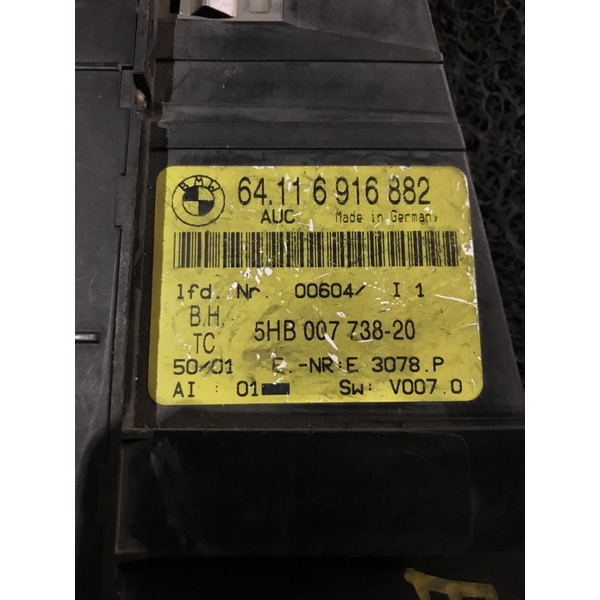 BMW
64.11 6 916 882
AUC Made in Germany
lfd. Nr. 00604/ I 1
B.H.
TC 5HB 007 738-20
50/01 E.-NR:E 3078.P
AI : 01 Sw: V007.0